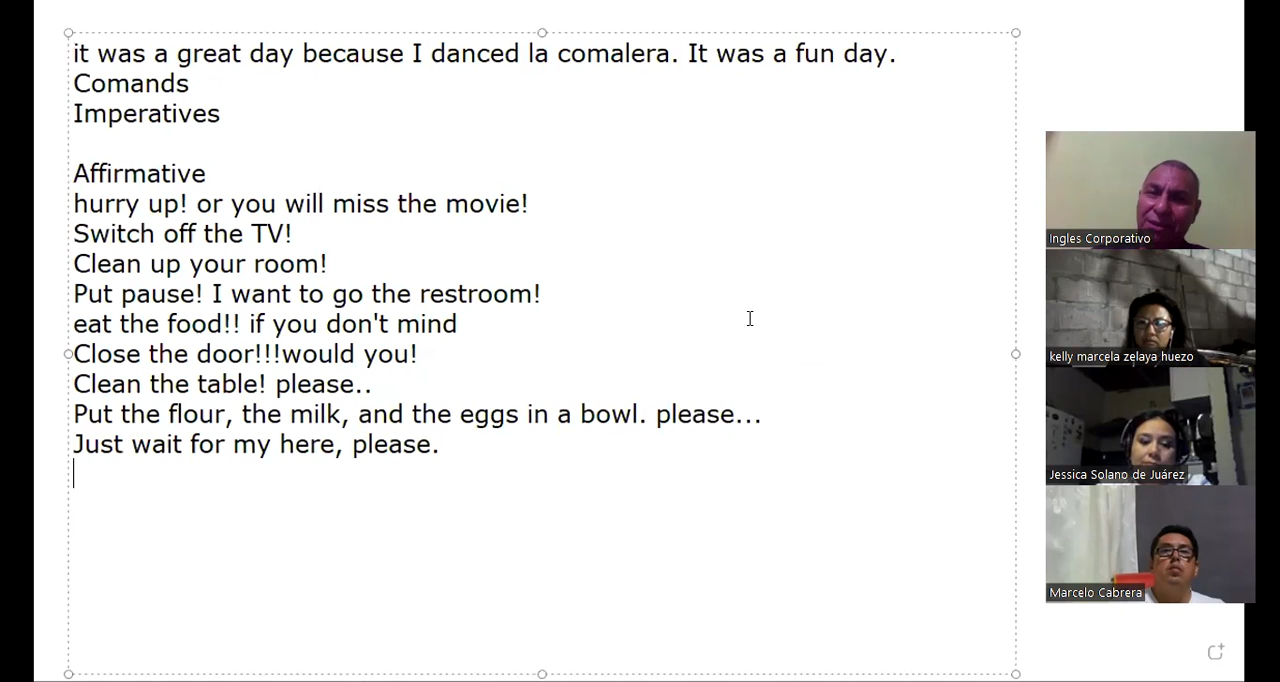 it was a great day because I danced la comalera. It was a fun day.
Comands
Imperatives
Affirmative
hurry up! or you will miss the movie!
Switch off the TV!
Clean up your room!
Put pause! I want to go the restroom!
eat the food!! if you don't mind
Close the door!!!would you!
Clean the table! please..
Put the flour, the milk, and the eggs in a bowl. please...
Just wait for my here, please.
Ingles Corporativo
kelly marcela zelaya huezo
Jessica Solano de Juárez
Marcelo Cabrera